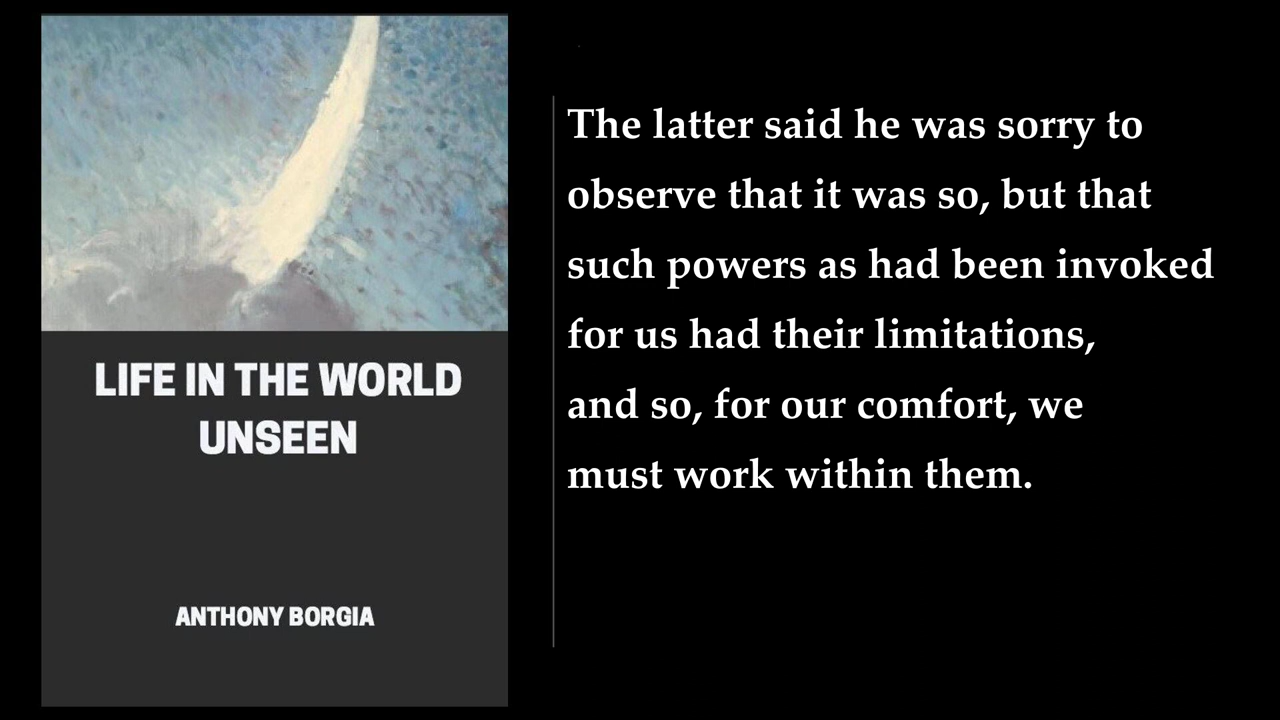 LIFE IN THE WORLD
UNSEEN
ANTHONY BORGIA
The latter said he was sorry to
observe that it was so, but that
such powers as had been invoked
for us had their limitations,
and so, for our comfort, we
must work within them.